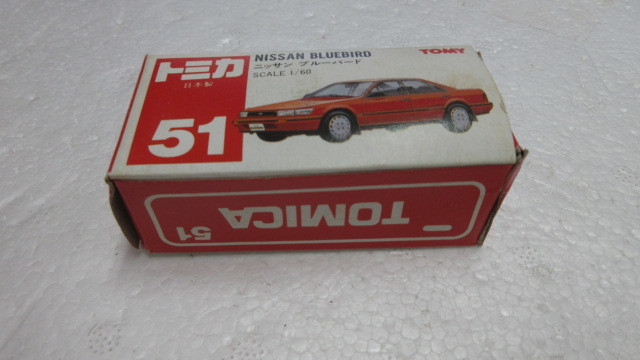 トミカ
日本製
51
NISSAN BLUEBIRD
ニッサン ブルーバード
SCALE 1/60
TOMY
TOMICA
51